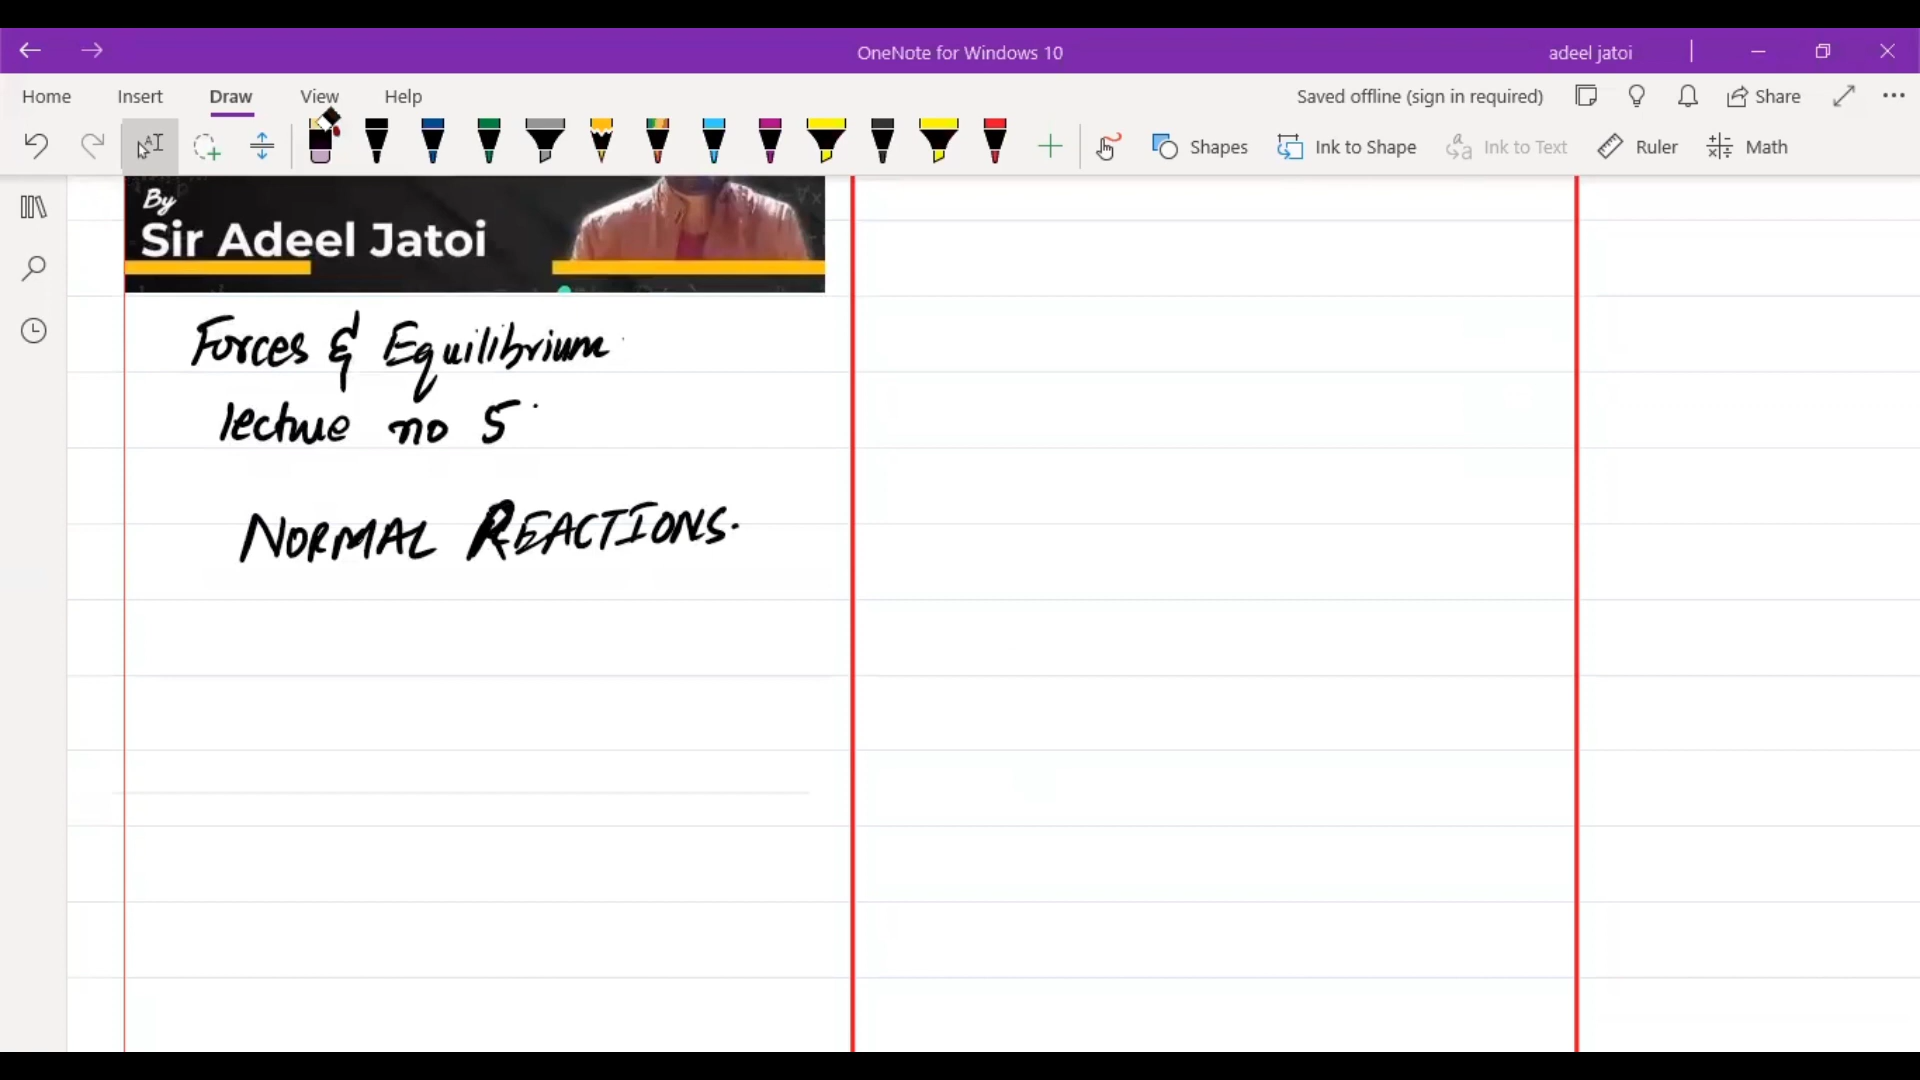 OneNote for Windows 10
adeel jatoi
Home Insert Draw View Help
Saved offline (sign in required)
Share
Shapes
Ink to Shape
Ink to Text
Ruler
Math
By
Sir Adeel Jatoi
Forces & Equilibrium
lecture no 5
NORMAL REACTIONS.